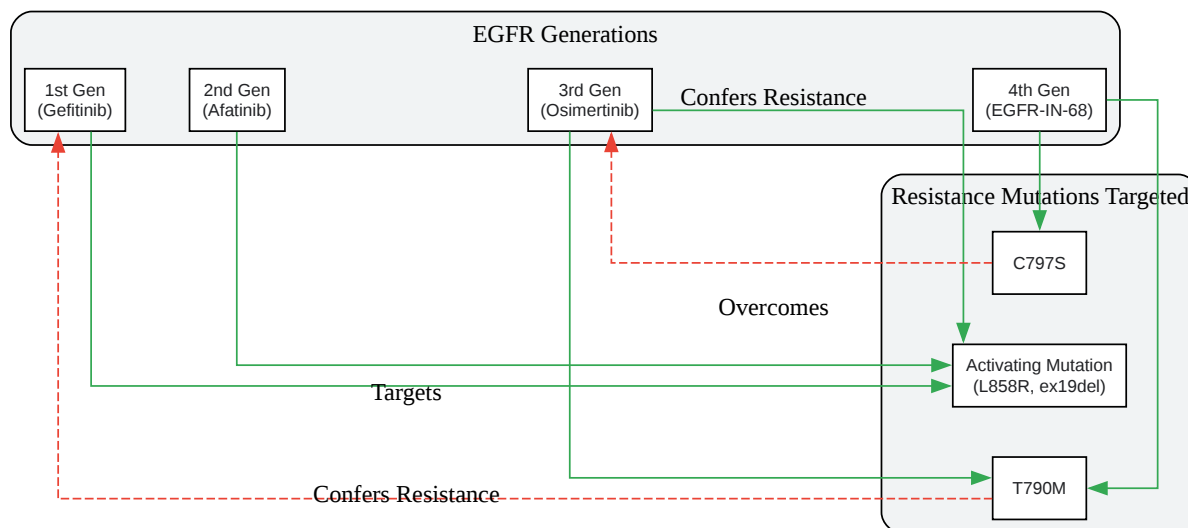 EGFR Generations
1st Gen
(Gefitinib)
2nd Gen
(Afatinib)
3rd Gen
(Osimertinib)
Confers Resistance
4th Gen
(EGFR-IN-68)
Resistance Mutations Targeted
C797S
Overcomes
Activating Mutation
(L858R, ex19del)
Targets
Confers Resistance
T790M